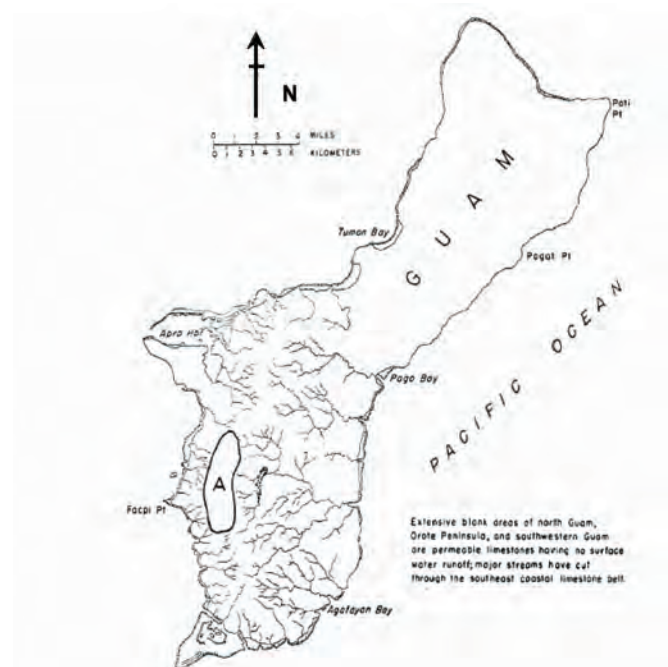 N
0 1 2 3 4 MILES
0 1 2 3 4 5 6 KILOMETERS
Pati
Pt
GUAM
Tumon Bay
Pagat Pt
Apra Har
Pago Bay
PACIFIC OCEAN
A
Facpi Pt
Extensive blank areas of north Guam,
Orote Peninsula, and southwestern Guam
are permeable limestones having no surface
water runoff; major streams have cut
through the southeast coastal limestone belt.
Agafayan Bay